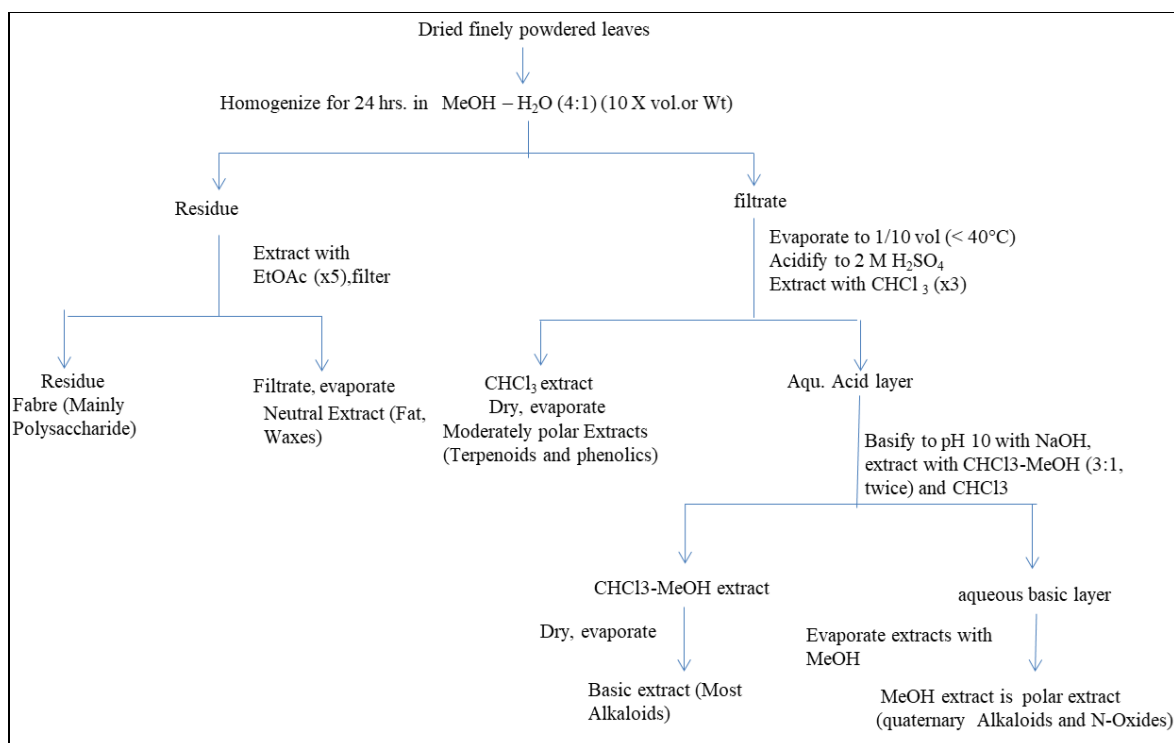 Dried finely powdered leaves
Homogenize for 24 hrs. in MeOH – H₂O (4:1) (10 X vol.or Wt)
Residue
filtrate
Extract with
EtOAc (x5),filter
Evaporate to 1/10 vol (< 40°C)
Acidify to 2 M H₂SO₄
Extract with CHCl ₃ (x3)
Residue
Fabre (Mainly
Polysaccharide)
Filtrate, evaporate
Neutral Extract (Fat,
Waxes)
CHCl₃ extract
Dry, evaporate
Moderately polar Extracts
(Terpenoids and phenolics)
Aqu. Acid layer
Basify to pH 10 with NaOH,
extract with CHCl3-MeOH (3:1,
twice) and CHCl3
CHCl3-MeOH extract
aqueous basic layer
Dry, evaporate
Evaporate extracts with
MeOH
Basic extract (Most
Alkaloids)
MeOH extract is polar extract
(quaternary Alkaloids and N-Oxides)